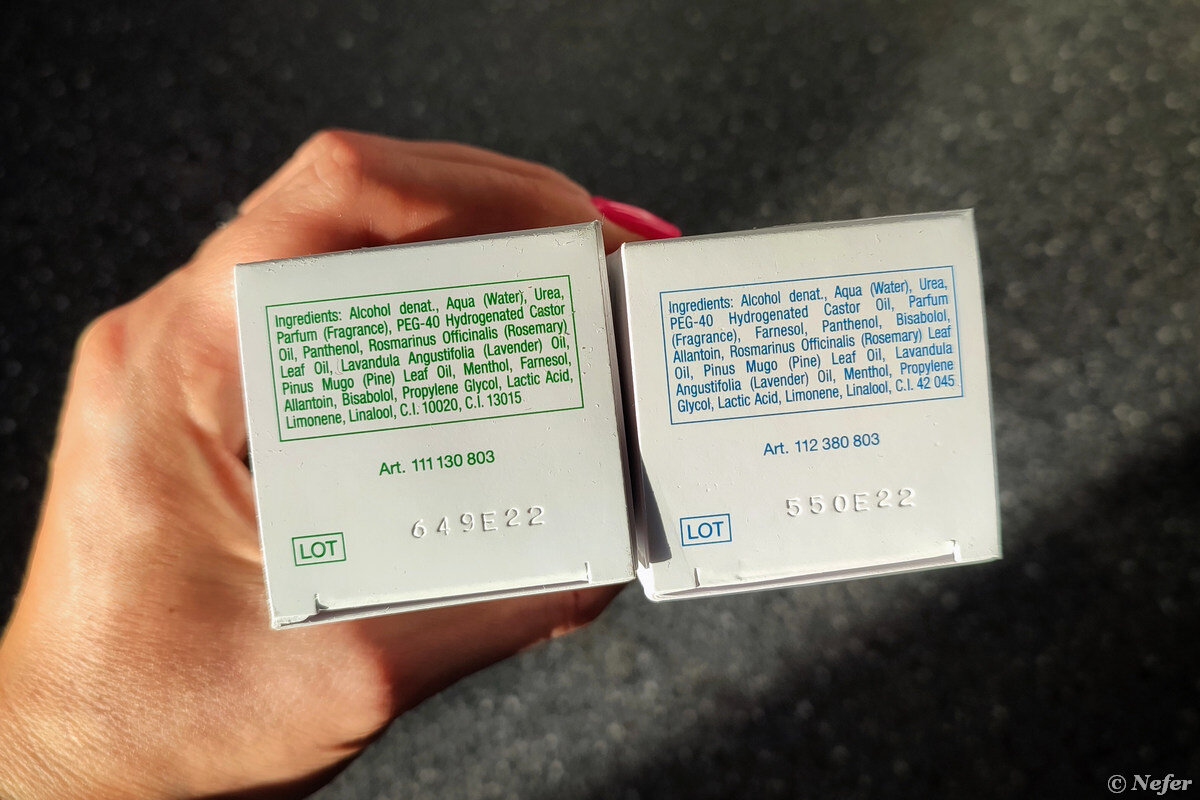 Ingredients: Alcohol denat., Aqua (Water), Urea,
Parfum (Fragrance), PEG-40 Hydrogenated Castor
Oil, Panthenol, Rosmarinus Officinalis (Rosemary)
Leaf Oil, Lavandula Angustifolia (Lavender) Oil,
Pinus Mugo (Pine) Leaf Oil, Menthol, Farnesol,
Allantoin, Bisabolol, Propylene Glycol, Lactic Acid,
Limonene, Linalool, C.I. 10020, C.I. 13015
Art. 111 130 803
649E22
LOT
Ingredients: Alcohol denat., Aqua (Water), Urea,
PEG-40 Hydrogenated Castor Oil, Parfum
(Fragrance), Farnesol, Panthenol, Bisabolol,
Allantoin, Rosmarinus Officinalis (Rosemary) Leaf
Oil, Pinus Mugo (Pine) Leaf Oil, Lavandula
Angustifolia (Lavender) Oil, Menthol, Propylene
Glycol, Lactic Acid, Limonene, Linalool, C.I. 42 045
Art. 112 380 803
550E22
LOT
© Nefer